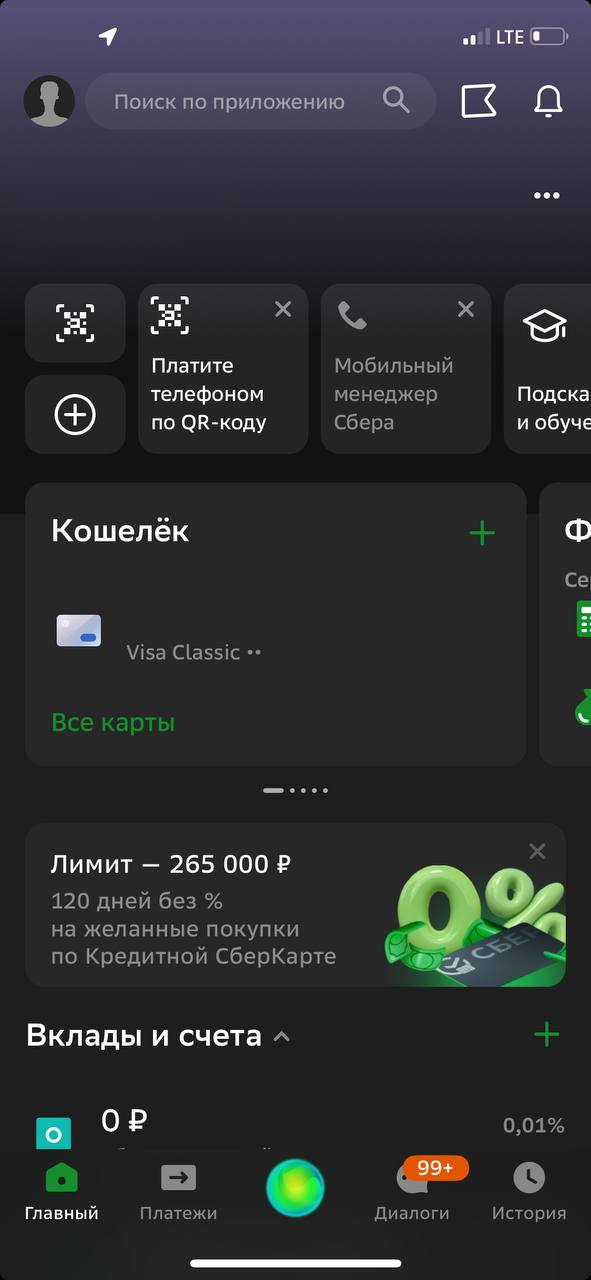 LTE
Поиск по приложению
Платите
телефоном
по QR-коду
Мобильный
менеджер
Сбера
Подска
и обуче
Кошелёк
Ф
Се
Visa Classic ••
Все карты
Лимит — 265 000 ₽
120 дней без %
на желанные покупки
по Кредитной СберКарте
0%
СБЕР
Вклады и счета
0 ₽
0,01%
99+
Главный
Платежи
Диалоги
История